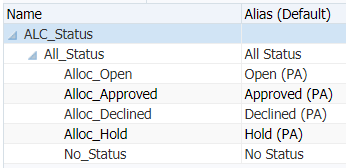 Name Alias (Default)
ALC_Status
All_Status All Status
Alloc_Open Open (PA)
Alloc_Approved Approved (PA)
Alloc_Declined Declined (PA)
Alloc_Hold Hold (PA)
No_Status No Status